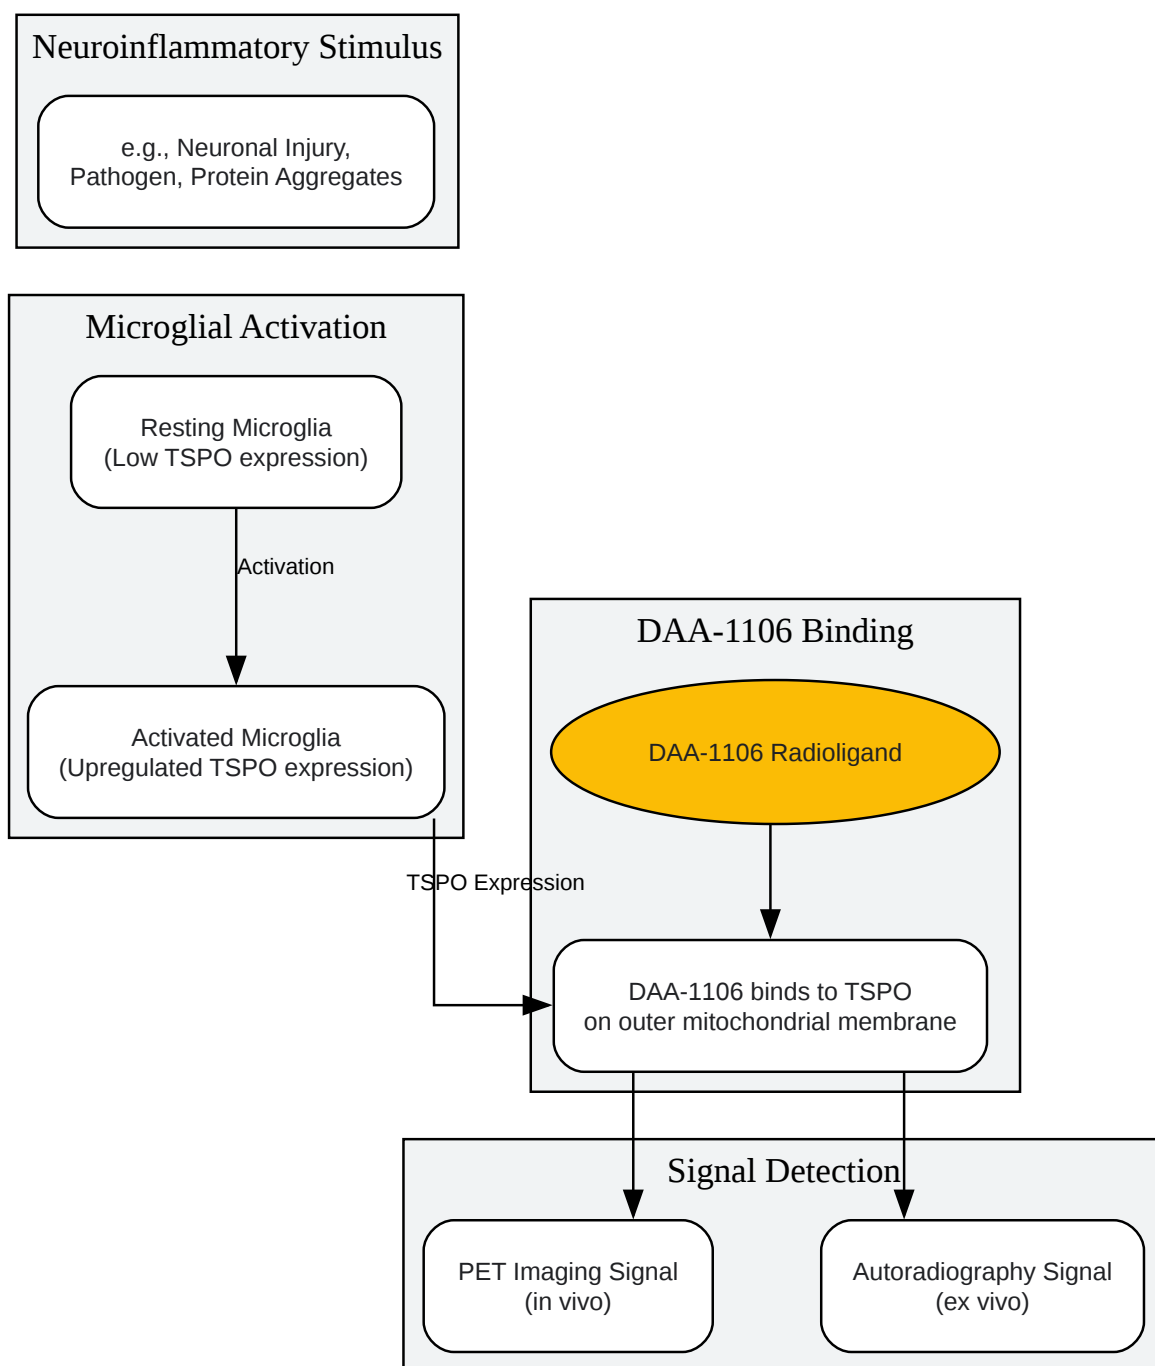 Neuroinflammatory Stimulus
e.g., Neuronal Injury,
Pathogen, Protein Aggregates
Microglial Activation
Resting Microglia
(Low TSPO expression)
Activation
Activated Microglia
(Upregulated TSPO expression)
TSPO Expression
DAA-1106 Binding
DAA-1106 Radioligand
DAA-1106 binds to TSPO
on outer mitochondrial membrane
Signal Detection
PET Imaging Signal
(in vivo)
Autoradiography Signal
(ex vivo)